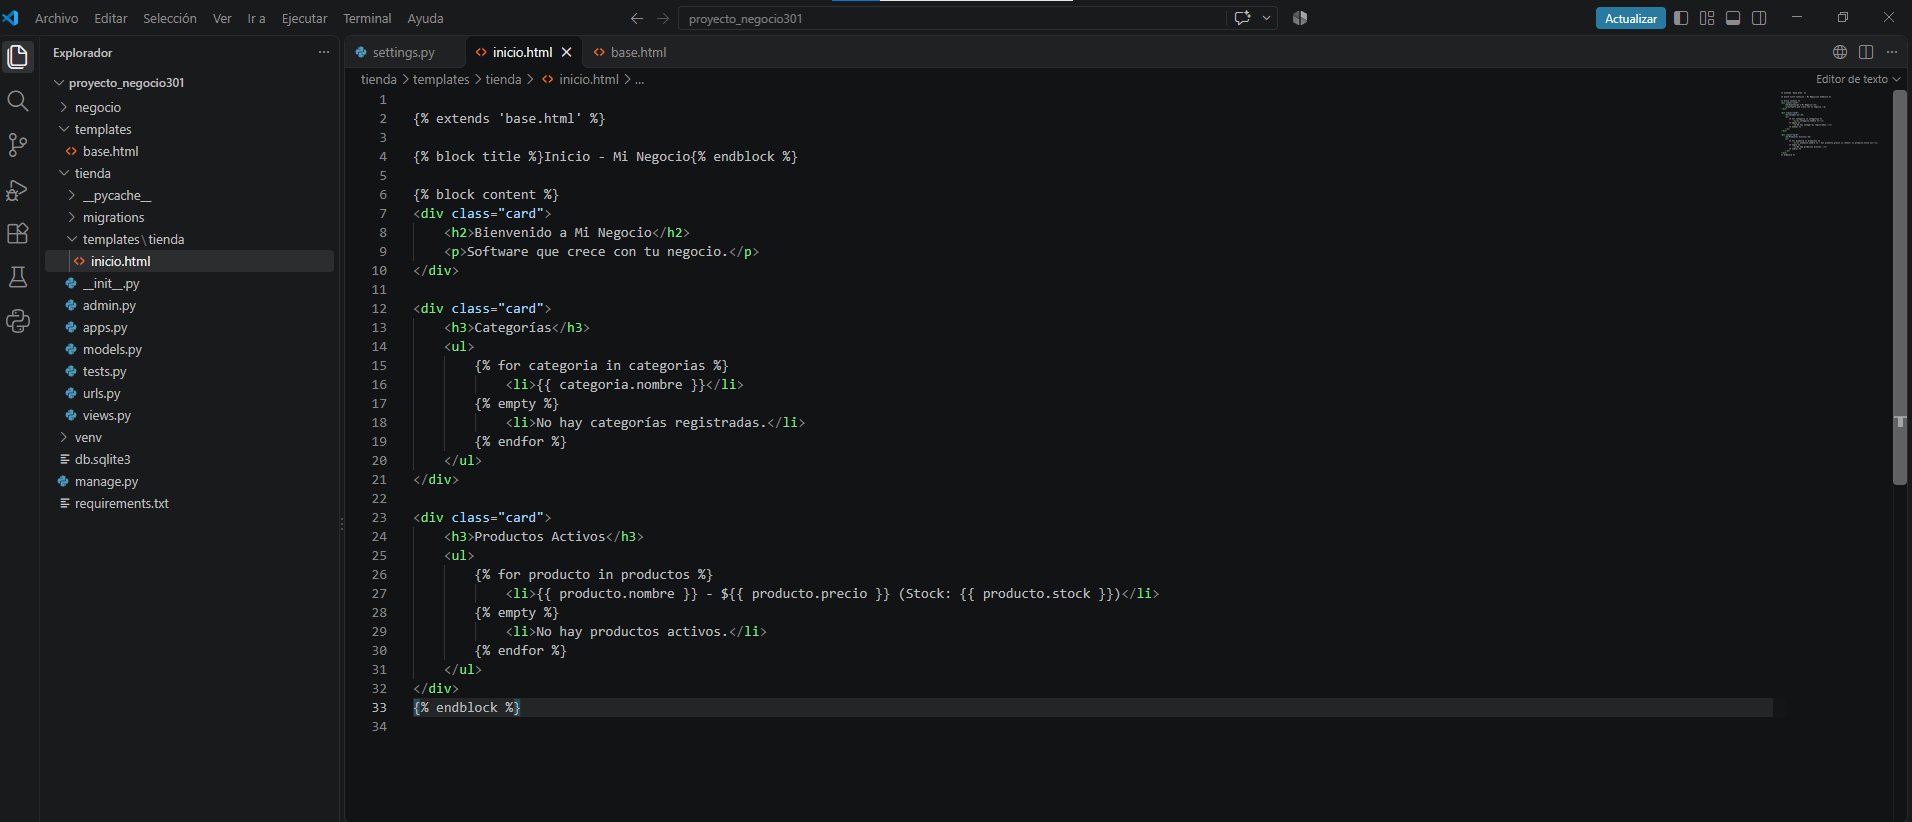 Archivo Editar Selección Ver Ir a Ejecutar Terminal Ayuda
proyecto_negocio301
Actualizar
Explorador
settings.py
inicio.html
base.html
tienda > templates > tienda > inicio.html > ...
Editor de texto
proyecto_negocio301
negocio
templates
base.html
tienda
__pycache__
migrations
templates\tienda
inicio.html
__init__.py
admin.py
apps.py
models.py
tests.py
urls.py
views.py
venv
db.sqlite3
manage.py
requirements.txt
1
2 {% extends 'base.html' %}
3
4 {% block title %}Inicio - Mi Negocio{% endblock %}
5
6 {% block content %}
7 <div class="card">
8     <h2>Bienvenido a Mi Negocio</h2>
9     <p>Software que crece con tu negocio.</p>
10 </div>
11
12 <div class="card">
13     <h3>Categorías</h3>
14     <ul>
15         {% for categoria in categorias %}
16             <li>{{ categoria.nombre }}</li>
17         {% empty %}
18             <li>No hay categorías registradas.</li>
19         {% endfor %}
20     </ul>
21 </div>
22
23 <div class="card">
24     <h3>Productos Activos</h3>
25     <ul>
26         {% for producto in productos %}
27             <li>{{ producto.nombre }} - ${{ producto.precio }} (Stock: {{ producto.stock }})</li>
28         {% empty %}
29             <li>No hay productos activos.</li>
30         {% endfor %}
31     </ul>
32 </div>
33 {% endblock %}
34